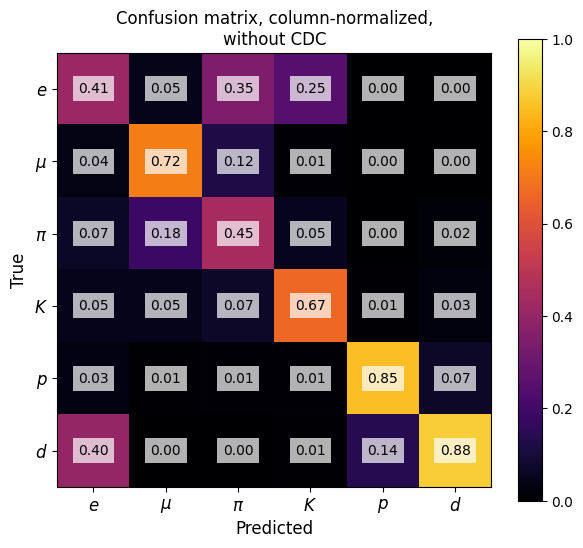 Confusion matrix, column-normalized,
without CDC
1.0
e 0.41 0.05 0.35 0.25 0.00 0.00
μ 0.04 0.72 0.12 0.01 0.00 0.00
0.8
π 0.07 0.18 0.45 0.05 0.00 0.02
0.6
True
K 0.05 0.05 0.07 0.67 0.01 0.03
0.4
p 0.03 0.01 0.01 0.01 0.85 0.07
0.2
d 0.40 0.00 0.00 0.01 0.14 0.88
0.0
e μ π K p d
Predicted